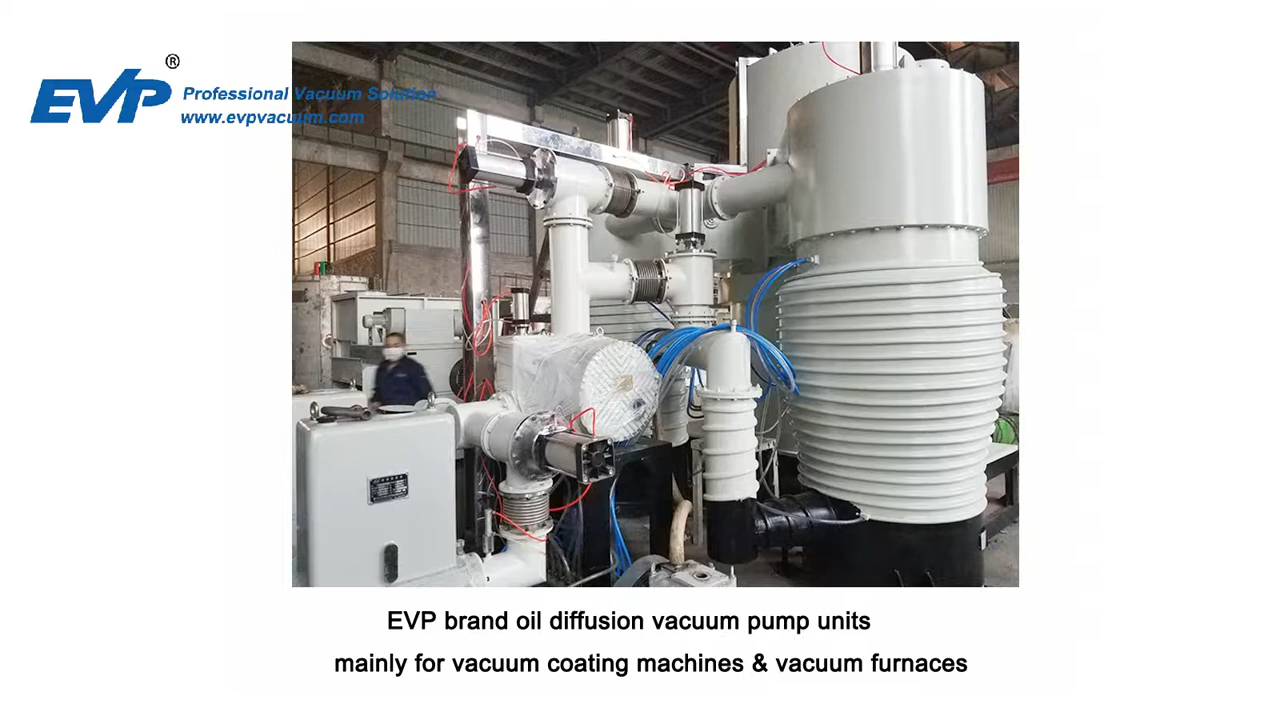 EVP®
Professional Vacuum Solution
www.evpvacuum.com
EVP brand oil diffusion vacuum pump units
mainly for vacuum coating machines & vacuum furnaces